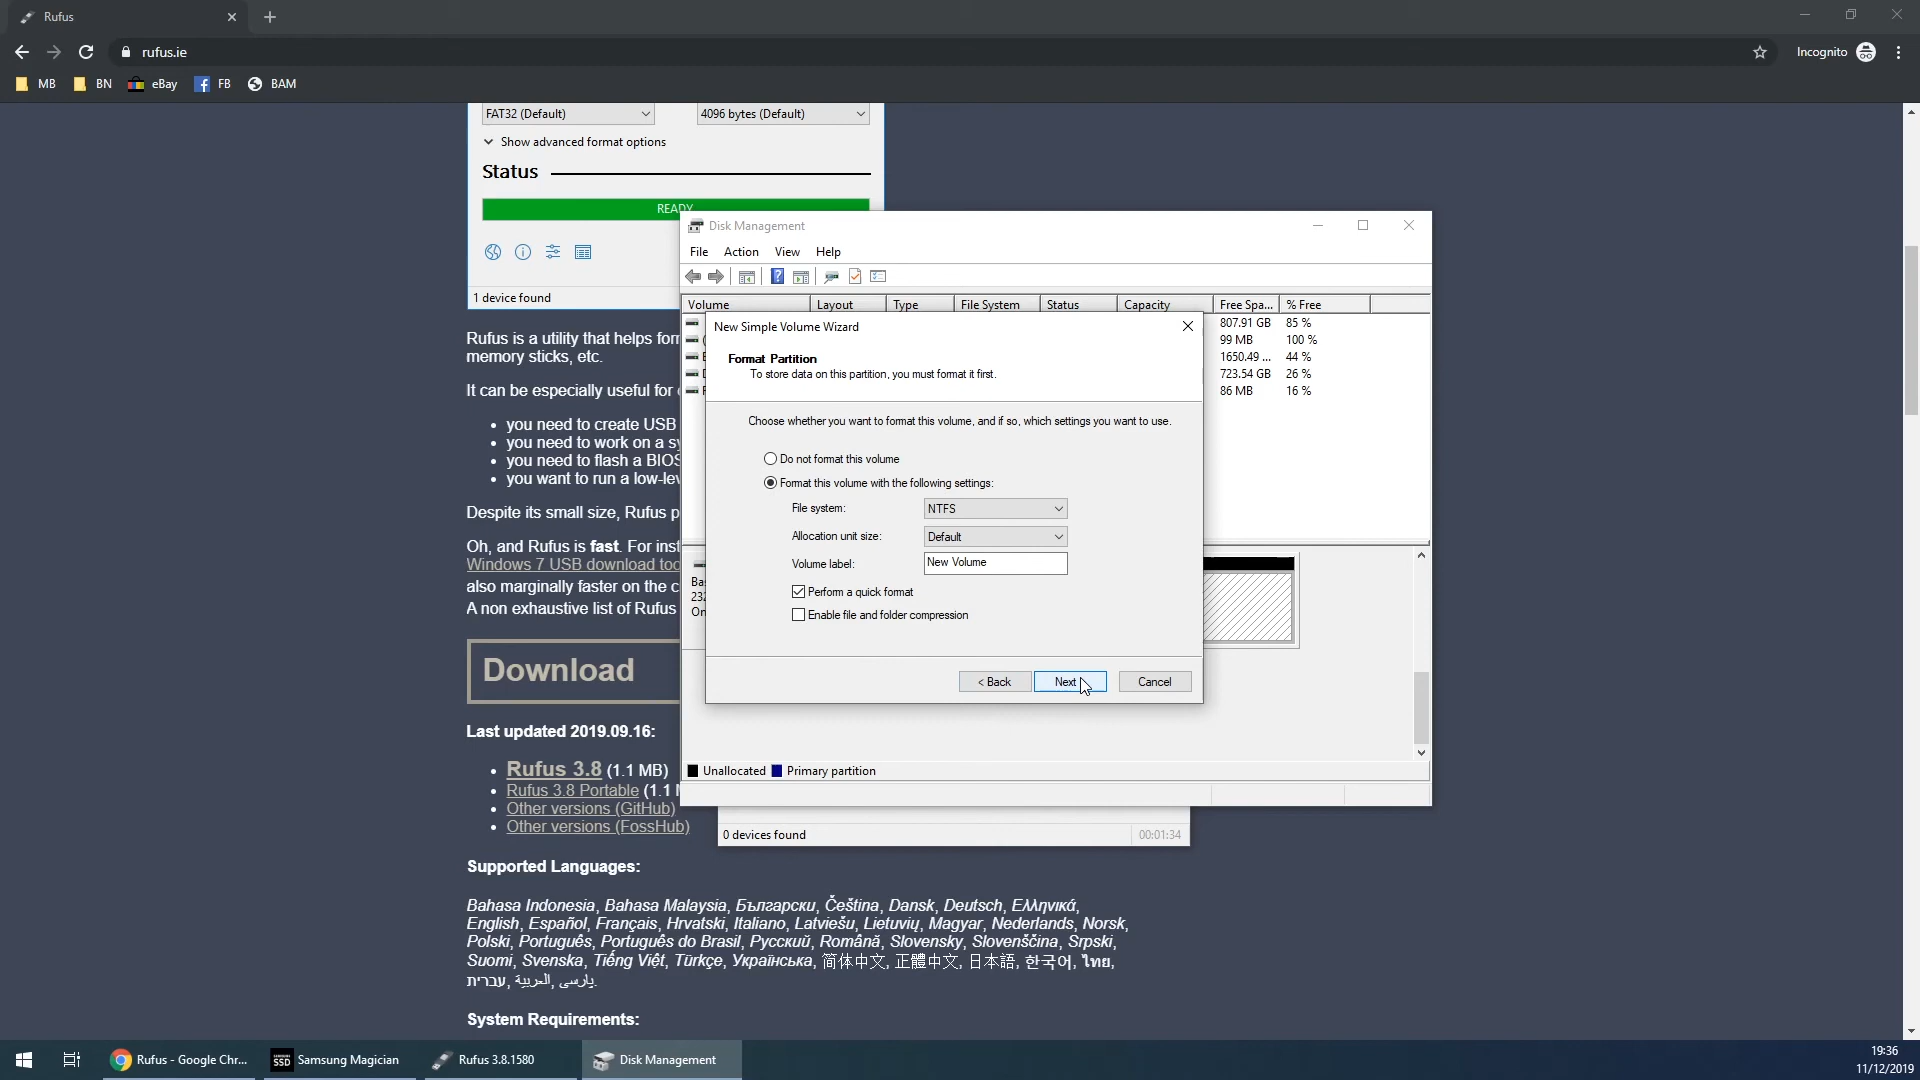 Rufus
rufus.ie
Incognito
MB
BN
eBay
FB
BAM
FAT32 (Default)
4096 bytes (Default)
Show advanced format options
Status
READY
1 device found
Rufus is a utility that helps
memory sticks, etc.
It can be especially useful for
you need to create USB
you need to work on a
you need to flash a BIOS
you want to run a
Despite its small size, Rufus
Oh, and Rufus is fast. For
Windows 7 USB download
also marginally faster on the
A non exhaustive list of Rufus
Download
Last updated 2019.09.16:
Rufus 3.8 (1.1 MB)
Rufus 3.8 Portable (1.1
Other versions (GitHub)
Other versions (FossHub)
Supported Languages:
Bahasa Indonesia, Bahasa Malaysia, Български, Čeština, Dansk, Deutsch, Ελληνικά,
English, Español, Français, Hrvatski, Italiano, Latviešu, Lietuvių, Magyar, Nederlands, Norsk,
Polski, Português, Português do Brasil, Русский, Română, Slovensky, Slovenščina, Srpski,
Suomi, Svenska, Tiếng Việt, Türkçe, Українська, 简体中文, 正體中文, 日本語, 한국어, ไทย,
עברית, العربية, پارسی.
System Requirements:
Disk Management
File
Action
View
Help
Volume
Layout
Type
File System
Status
Capacity
Free Spa...
% Free
807.91 GB 85 %
99 MB 100 %
1650.49 ... 44 %
723.54 GB 26 %
86 MB 16 %
New Simple Volume Wizard
Format Partition
To store data on this partition, you must format it first.
Choose whether you want to format this volume, and if so, which settings you want to use.
Do not format this volume
Format this volume with the following settings:
File system:
NTFS
Allocation unit size:
Default
Volume label:
New Volume
Perform a quick format
Enable file and folder compression
< Back
Next
Cancel
Unallocated
Primary partition
0 devices found
00:01:34
Rufus - Google Chr...
SAMSUNG
SSD
Samsung Magician
Rufus 3.8.1580
Disk Management
19:36
11/12/2019